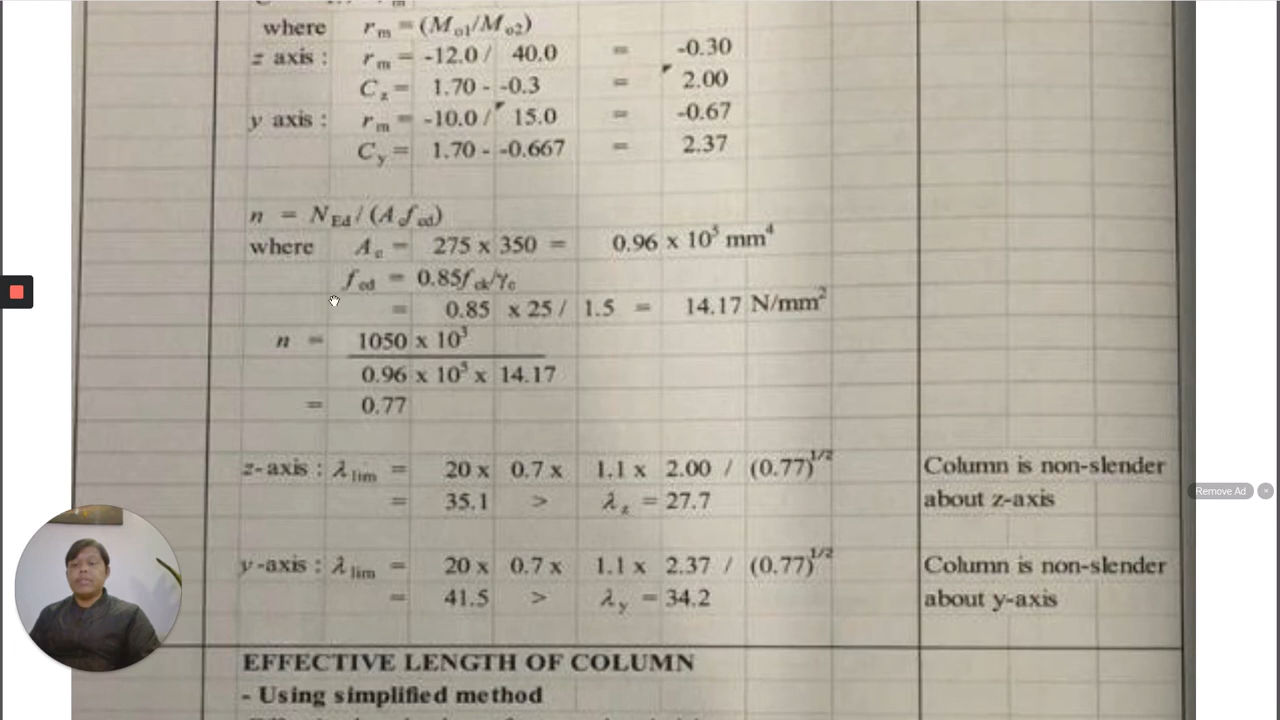 where r_m = (M_o1/M_o2)
z axis : r_m = -12.0 / 40.0 = -0.30
C_z = 1.70 - -0.3 = 2.00
y axis : r_m = -10.0 / 15.0 = -0.67
C_y = 1.70 - -0.667 = 2.37
n = N_Ed / (A_c f_cd)
where A_c = 275 x 350 = 0.96 x 10^5 mm^4
f_cd = 0.85f_ck/γ_c
= 0.85 x 25 / 1.5 = 14.17 N/mm^2
n = 1050 x 10^3
0.96 x 10^5 x 14.17
= 0.77
z-axis : λ_lim = 20 x 0.7 x 1.1 x 2.00 / (0.77)^1/2 Column is non-slender
= 35.1 > λ_z = 27.7 about z-axis
Remove Ad
y-axis : λ_lim = 20 x 0.7 x 1.1 x 2.37 / (0.77)^1/2 Column is non-slender
= 41.5 > λ_y = 34.2 about y-axis
EFFECTIVE LENGTH OF COLUMN
- Using simplified method